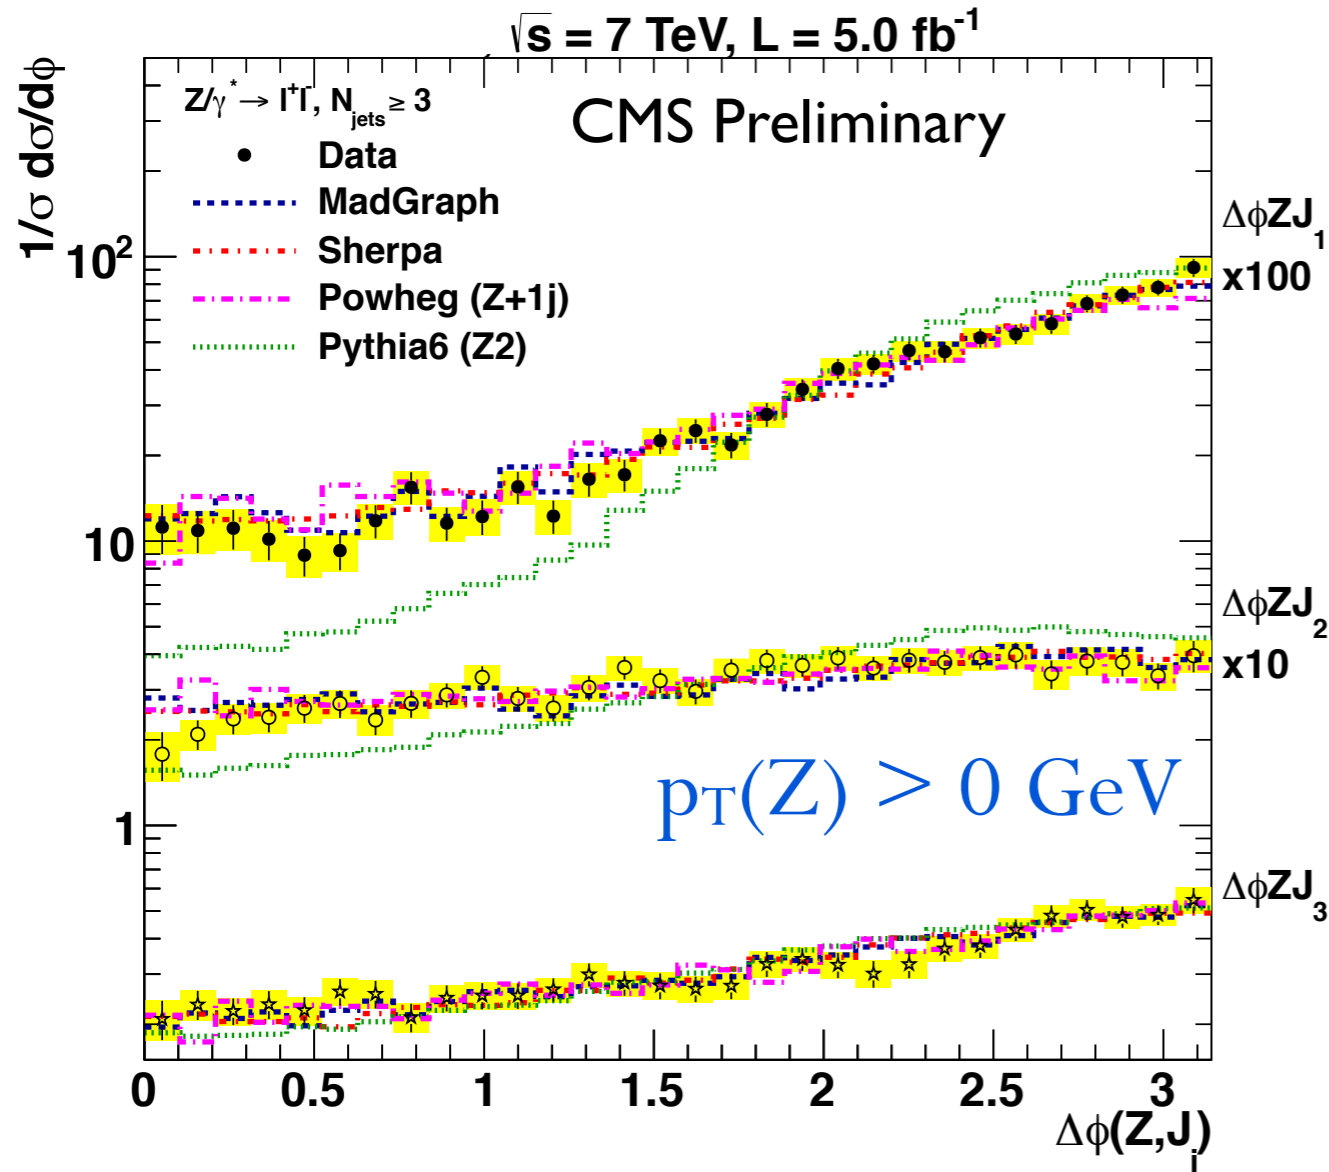 √s = 7 TeV, L = 5.0 fb⁻¹
1/σ dσ/dϕ
Z/γ* → l⁺l⁻, N_jets ≥ 3
CMS Preliminary
Data
MadGraph
Sherpa
Powheg (Z+1j)
Pythia6 (Z2)
ΔϕZJ₁
x100
ΔϕZJ₂
x10
p_T(Z) > 0 GeV
ΔϕZJ₃
10²
10
1
0 0.5 1 1.5 2 2.5 3
Δϕ(Z,J_i)